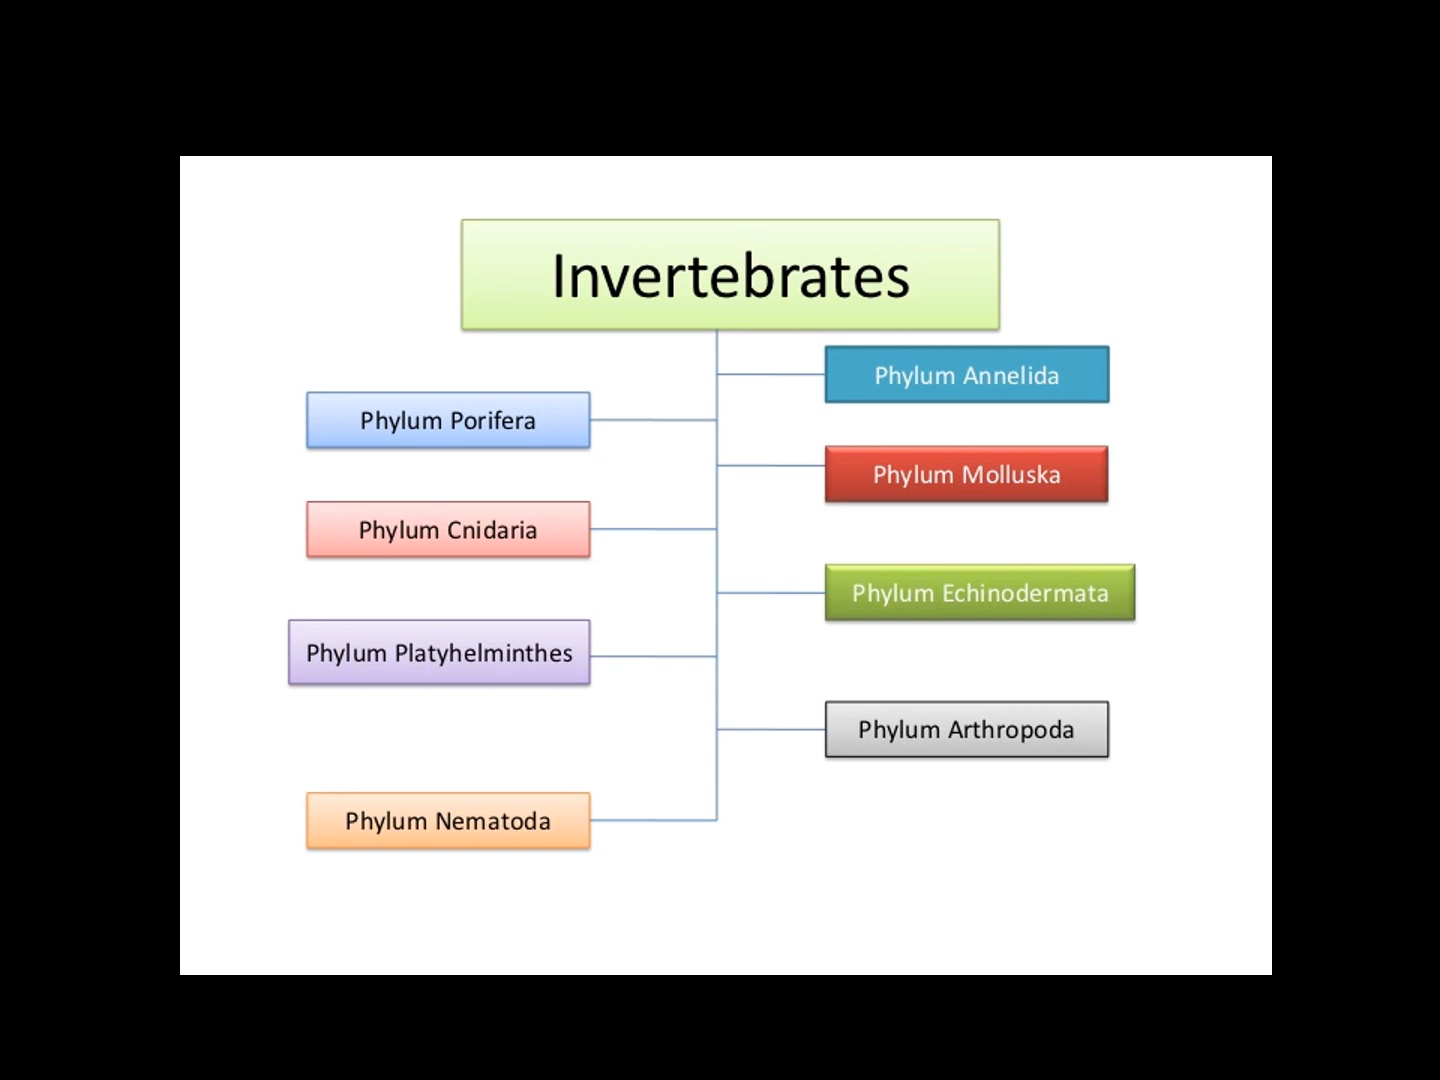 Invertebrates
Phylum Annelida
Phylum Porifera
Phylum Molluska
Phylum Cnidaria
Phylum Echinodermata
Phylum Platyhelminthes
Phylum Arthropoda
Phylum Nematoda